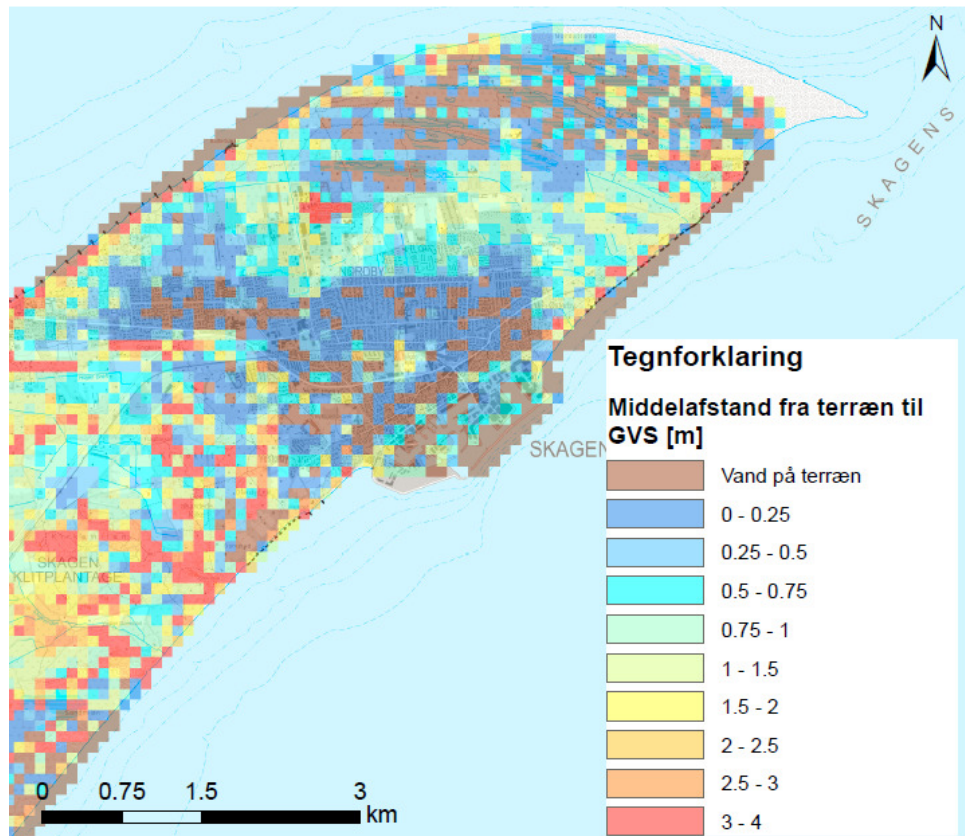 N
SKAGENS
NORDBY
SKAGEN
SKAGEN
KLITPLANTAGE
Tegnforklaring
Middelafstand fra terræn til
GVS [m]
Vand på terræn
0 - 0.25
0.25 - 0.5
0.5 - 0.75
0.75 - 1
1 - 1.5
1.5 - 2
2 - 2.5
2.5 - 3
3 - 4
0 0.75 1.5 3
km